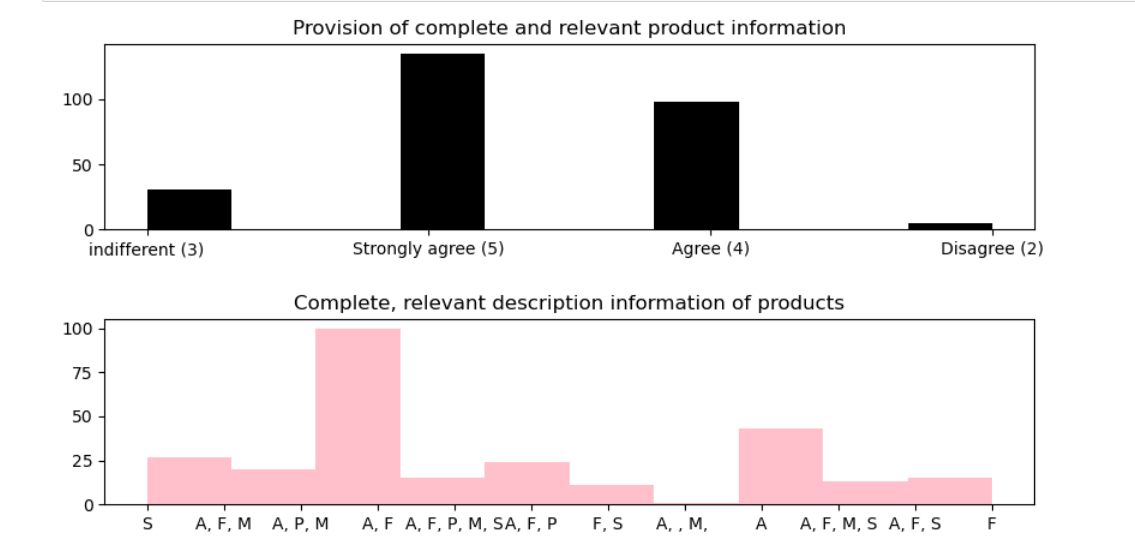 Provision of complete and relevant product information
100
50
0
indifferent (3) Strongly agree (5) Agree (4) Disagree (2)
Complete, relevant description information of products
100
75
50
25
0
S A, F, M A, P, M A, F A, F, P, M, S A, F, P F, S A, , M, A A, F, M, S A, F, S F